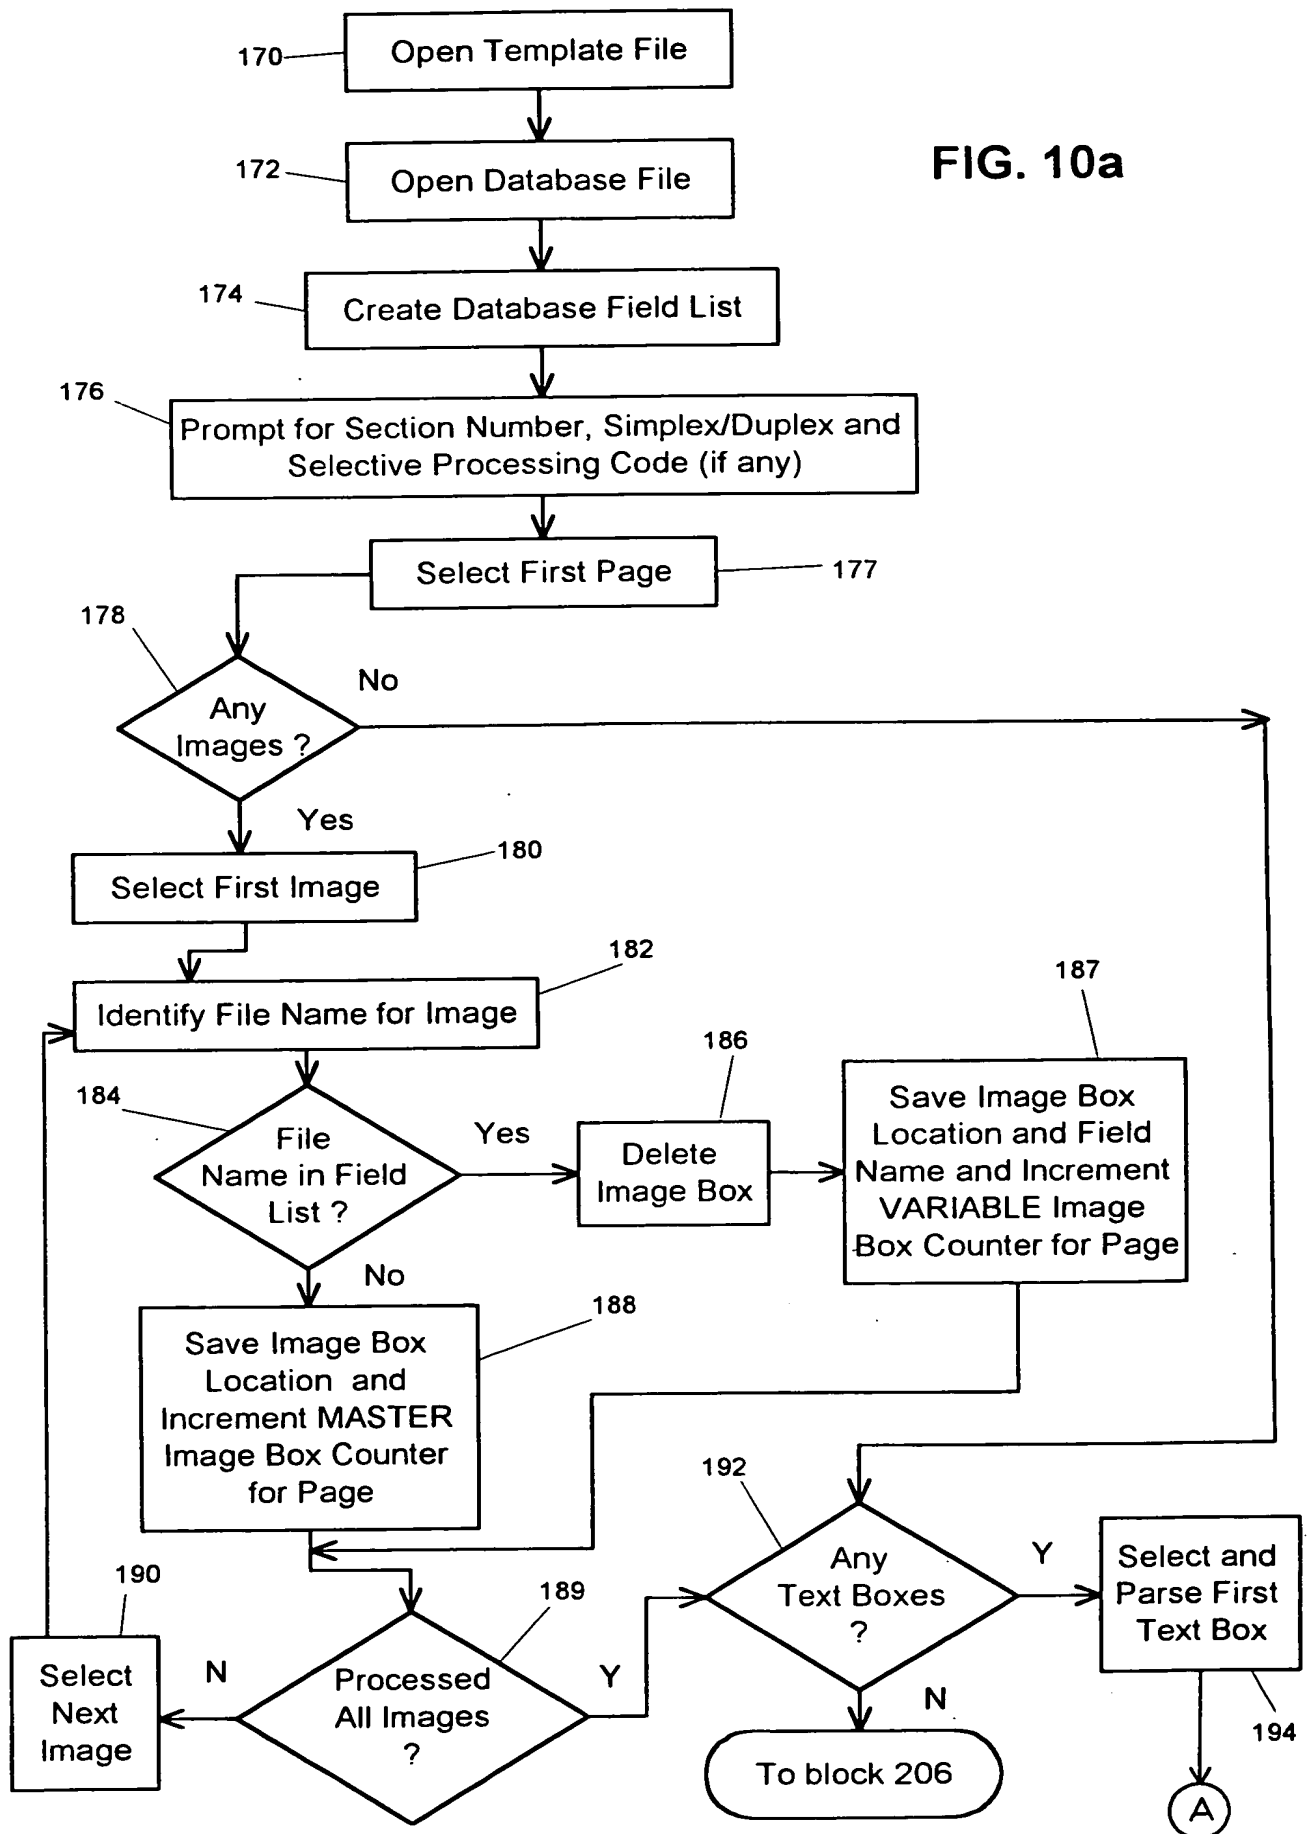 170
Open Template File
FIG. 10a
172
Open Database File
174
Create Database Field List
176
Prompt for Section Number, Simplex/Duplex and
Selective Processing Code (if any)
Select First Page
177
178
No
Any
Images ?
Yes
180
Select First Image
182
Identify File Name for Image
187
186
184
File
Name in Field
List ?
Yes
Delete
Image Box
Save Image Box
Location and Field
Name and Increment
VARIABLE Image
Box Counter for Page
No
188
Save Image Box
Location and
Increment MASTER
Image Box Counter
for Page
192
Any
Text Boxes
?
Y
Select and
Parse First
Text Box
194
190
189
Select
Next
Image
N
Processed
All Images
?
Y
N
To block 206
A